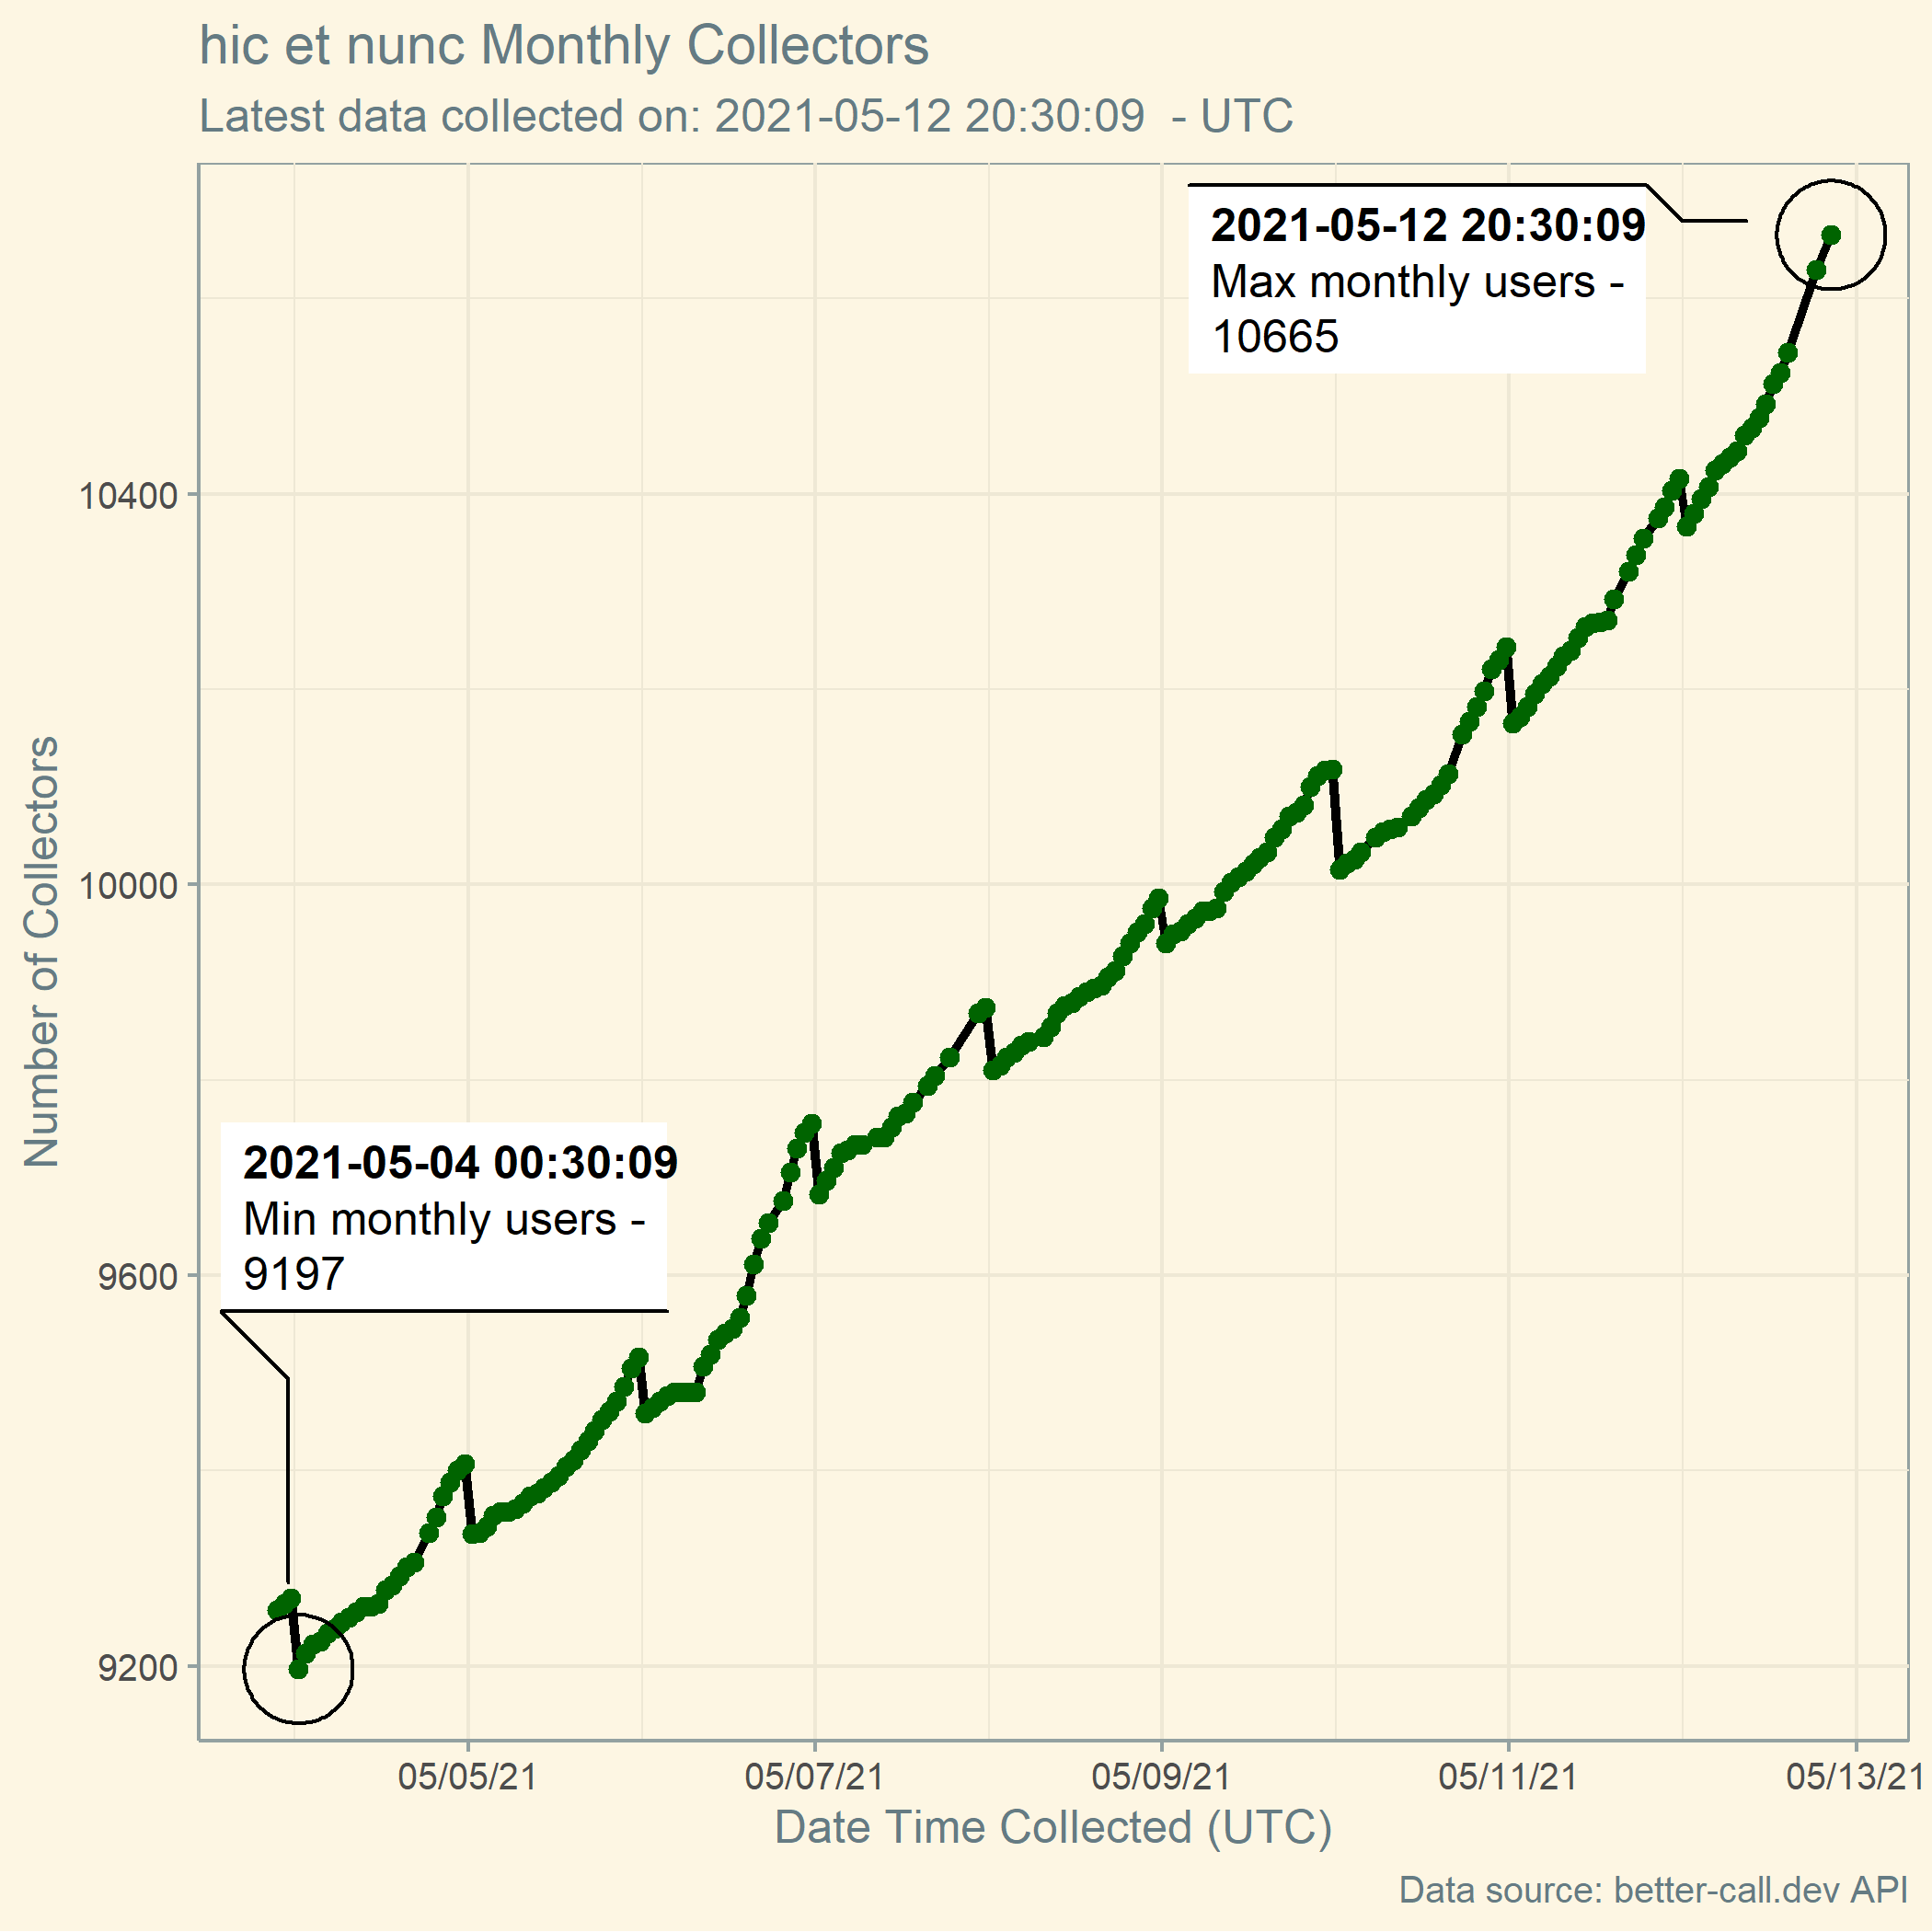 hic et nunc Monthly Collectors
Latest data collected on: 2021-05-12 20:30:09  - UTC
2021-05-12 20:30:09
Max monthly users -
10665
2021-05-04 00:30:09
Min monthly users -
9197
Number of Collectors
10400
10000
9600
9200
05/05/21
05/07/21
05/09/21
05/11/21
05/13/21
Date Time Collected (UTC)
Data source: better-call.dev API